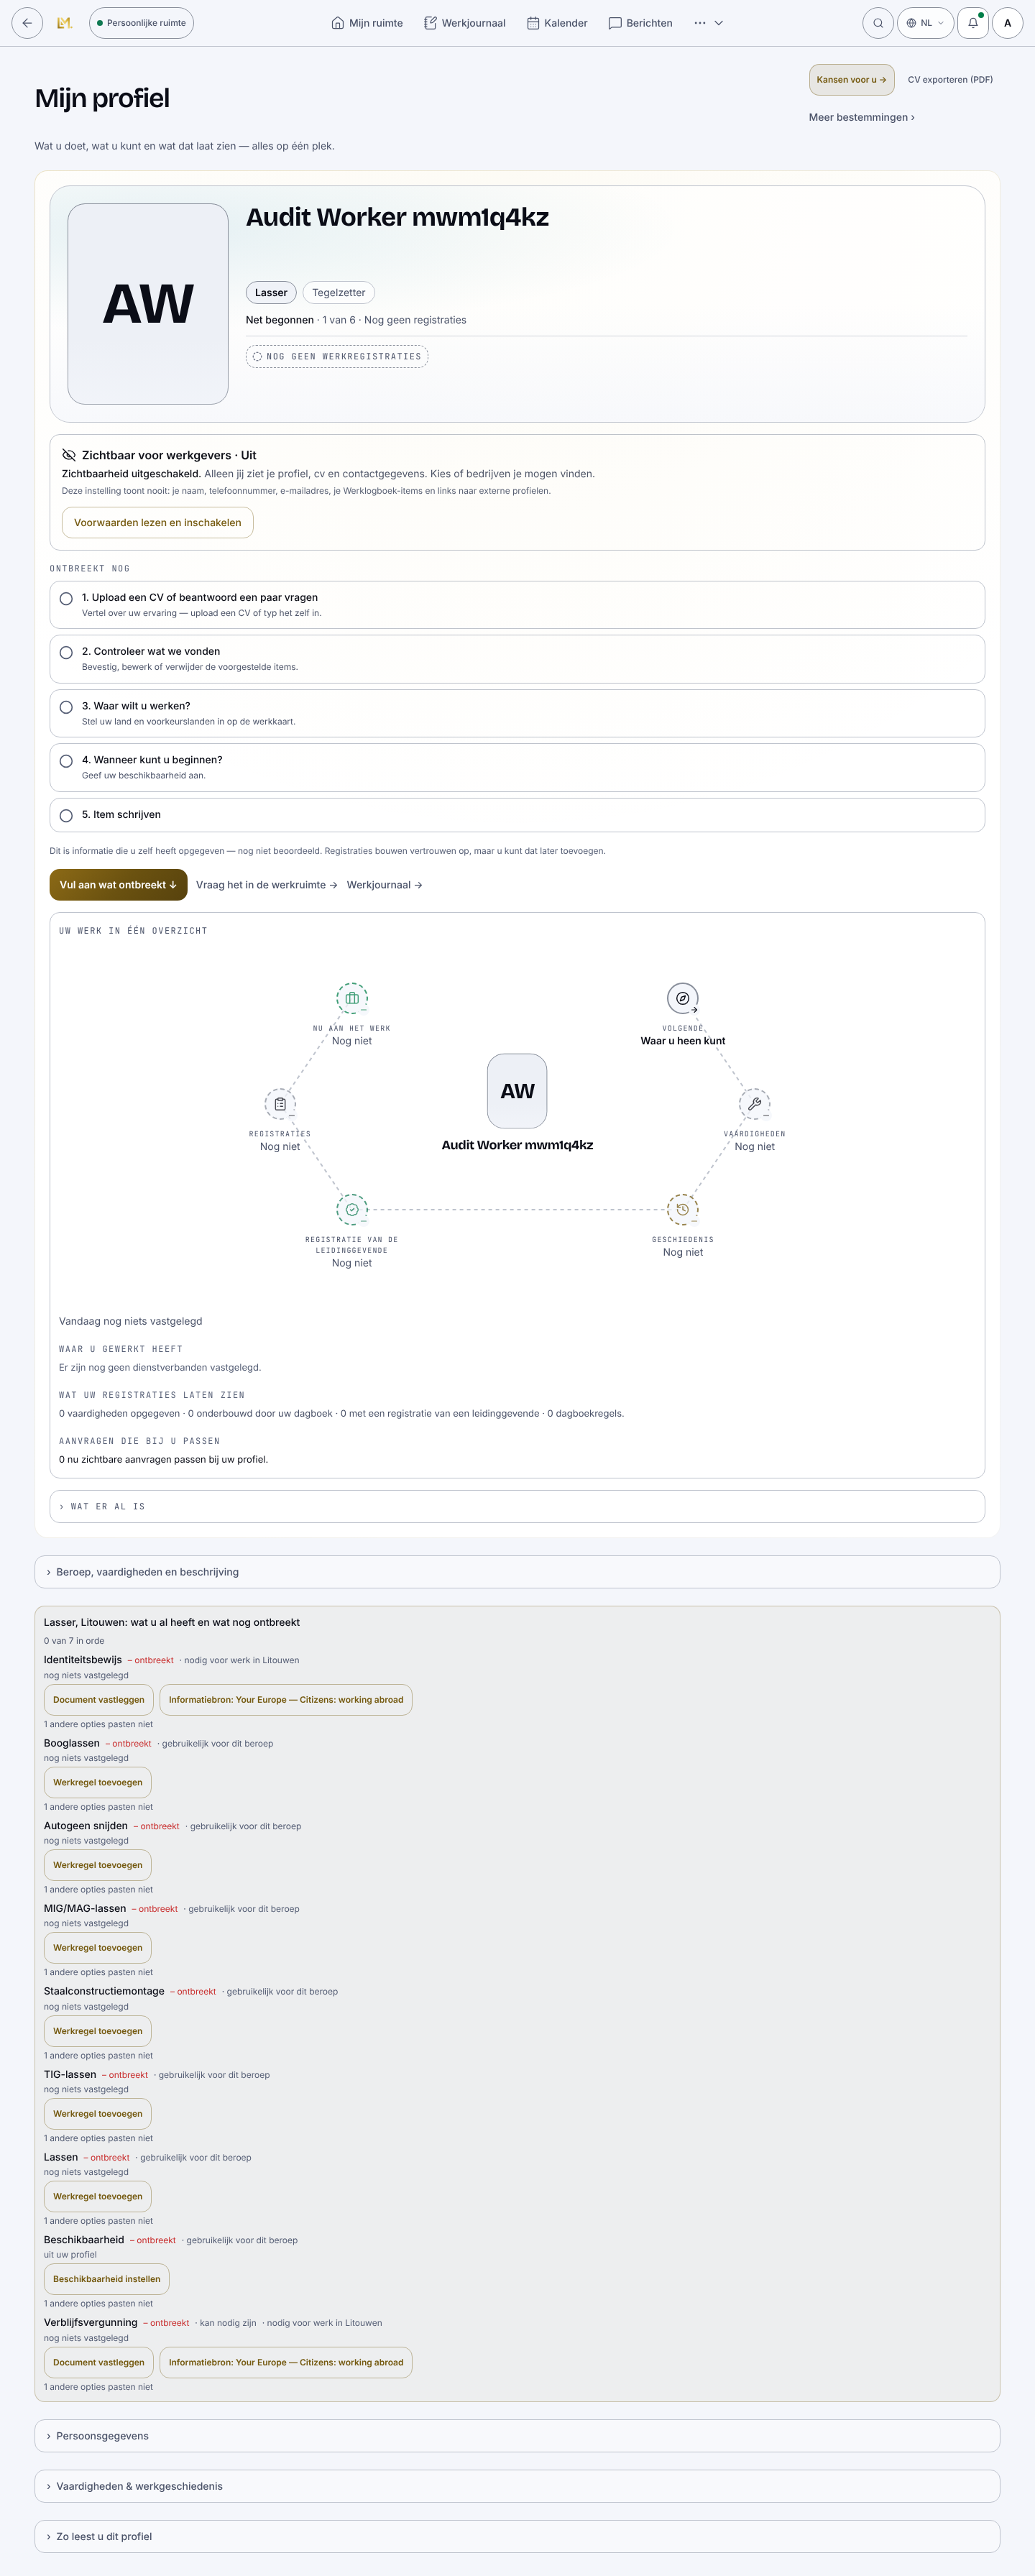 LM
Persoonlijke ruimte
Mijn ruimte
Werkjournaal
Kalender
Berichten
NL
A
Mijn profiel
Kansen voor u →
CV exporteren (PDF)
Meer bestemmingen ›
Wat u doet, wat u kunt en wat dat laat zien — alles op één plek.
AW
Audit Worker mwm1q4kz
Lasser
Tegelzetter
Net begonnen · 1 van 6 · Nog geen registraties
NOG GEEN WERKREGISTRATIES
Zichtbaar voor werkgevers · Uit
Zichtbaarheid uitgeschakeld. Alleen jij ziet je profiel, cv en contactgegevens. Kies of bedrijven je mogen vinden.
Deze instelling toont nooit: je naam, telefoonnummer, e-mailadres, je Werklogboek-items en links naar externe profielen.
Voorwaarden lezen en inschakelen
ONTBREEKT NOG
1. Upload een CV of beantwoord een paar vragen
Vertel over uw ervaring — upload een CV of typ het zelf in.
2. Controleer wat we vonden
Bevestig, bewerk of verwijder de voorgestelde items.
3. Waar wilt u werken?
Stel uw land en voorkeurslanden in op de werkkaart.
4. Wanneer kunt u beginnen?
Geef uw beschikbaarheid aan.
5. Item schrijven
Dit is informatie die u zelf heeft opgegeven — nog niet beoordeeld. Registraties bouwen vertrouwen op, maar u kunt dat later toevoegen.
Vul aan wat ontbreekt ↓
Vraag het in de werkruimte →
Werkjournaal →
UW WERK IN ÉÉN OVERZICHT
NU AAN HET WERK
Nog niet
VOLGENDE
Waar u heen kunt
AW
Audit Worker mwm1q4kz
REGISTRATIES
Nog niet
VAARDIGHEDEN
Nog niet
REGISTRATIE VAN DE
LEIDINGGEVENDE
Nog niet
GESCHIEDENIS
Nog niet
Vandaag nog niets vastgelegd
WAAR U GEWERKT HEEFT
Er zijn nog geen dienstverbanden vastgelegd.
WAT UW REGISTRATIES LATEN ZIEN
0 vaardigheden opgegeven · 0 onderbouwd door uw dagboek · 0 met een registratie van een leidinggevende · 0 dagboekregels.
AANVRAGEN DIE BIJ U PASSEN
0 nu zichtbare aanvragen passen bij uw profiel.
› WAT ER AL IS
› Beroep, vaardigheden en beschrijving
Lasser, Litouwen: wat u al heeft en wat nog ontbreekt
0 van 7 in orde
Identiteitsbewijs – ontbreekt · nodig voor werk in Litouwen
nog niets vastgelegd
Document vastleggen
Informatiebron: Your Europe — Citizens: working abroad
1 andere opties pasten niet
Booglassen – ontbreekt · gebruikelijk voor dit beroep
nog niets vastgelegd
Werkregel toevoegen
1 andere opties pasten niet
Autogeen snijden – ontbreekt · gebruikelijk voor dit beroep
nog niets vastgelegd
Werkregel toevoegen
1 andere opties pasten niet
MIG/MAG-lassen – ontbreekt · gebruikelijk voor dit beroep
nog niets vastgelegd
Werkregel toevoegen
1 andere opties pasten niet
Staalconstructiemontage – ontbreekt · gebruikelijk voor dit beroep
nog niets vastgelegd
Werkregel toevoegen
1 andere opties pasten niet
TIG-lassen – ontbreekt · gebruikelijk voor dit beroep
nog niets vastgelegd
Werkregel toevoegen
1 andere opties pasten niet
Lassen – ontbreekt · gebruikelijk voor dit beroep
nog niets vastgelegd
Werkregel toevoegen
1 andere opties pasten niet
Beschikbaarheid – ontbreekt · gebruikelijk voor dit beroep
uit uw profiel
Beschikbaarheid instellen
1 andere opties pasten niet
Verblijfsvergunning – ontbreekt · kan nodig zijn · nodig voor werk in Litouwen
nog niets vastgelegd
Document vastleggen
Informatiebron: Your Europe — Citizens: working abroad
1 andere opties pasten niet
› Persoonsgegevens
› Vaardigheden & werkgeschiedenis
› Zo leest u dit profiel